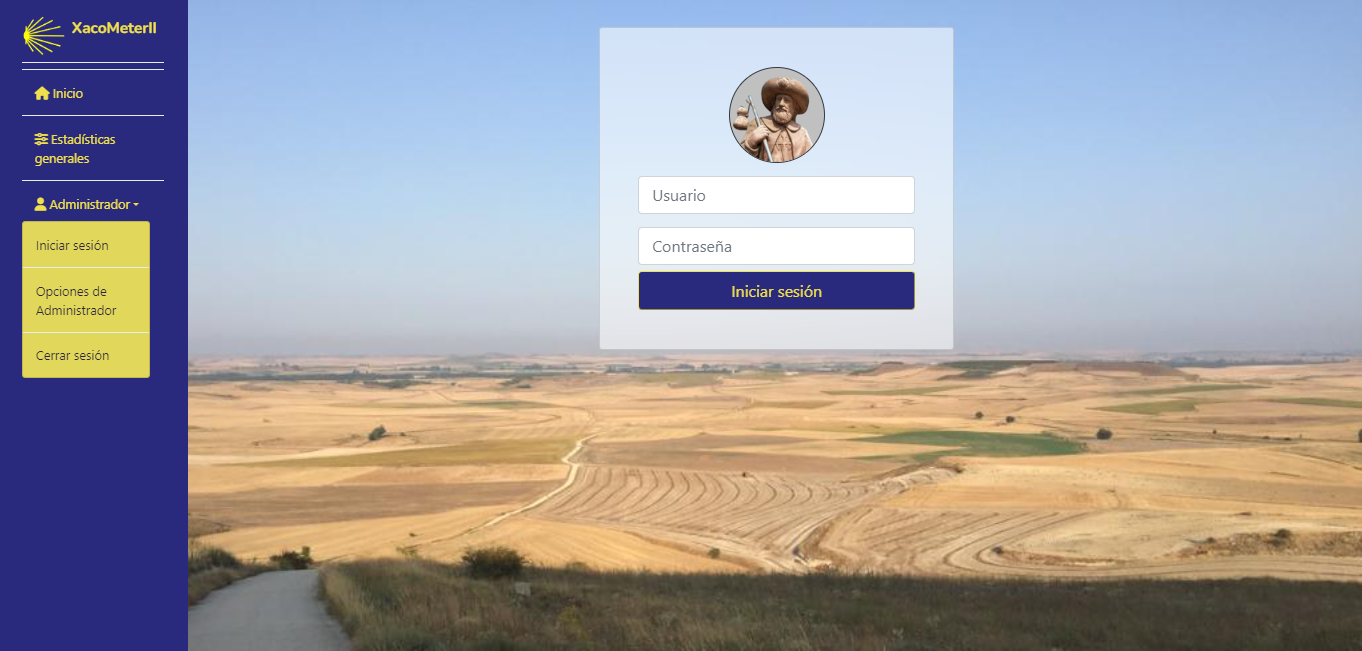 XacoMeterII
Inicio
Estadísticas
generales
Administrador
Iniciar sesión
Opciones de
Administrador
Cerrar sesión
Usuario
Contraseña
Iniciar sesión